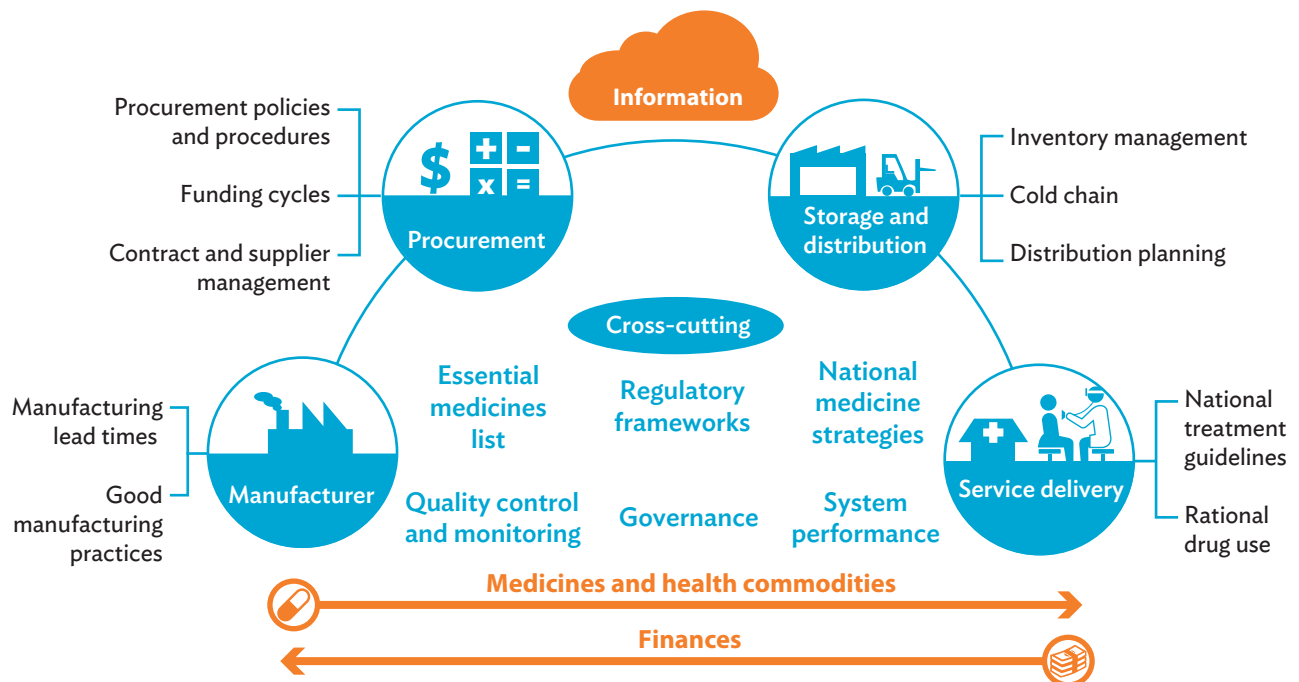 Information
Procurement policies
and procedures
Funding cycles
Contract and supplier
management
$
+ -
x =
Procurement
Storage and
distribution
Inventory management
Cold chain
Distribution planning
Cross-cutting
Essential
medicines
list
Regulatory
frameworks
National
medicine
strategies
Quality control
and monitoring
Governance
System
performance
Manufacturing
lead times
Good
manufacturing
practices
Manufacturer
Service delivery
National
treatment
guidelines
Rational
drug use
Medicines and health commodities
Finances